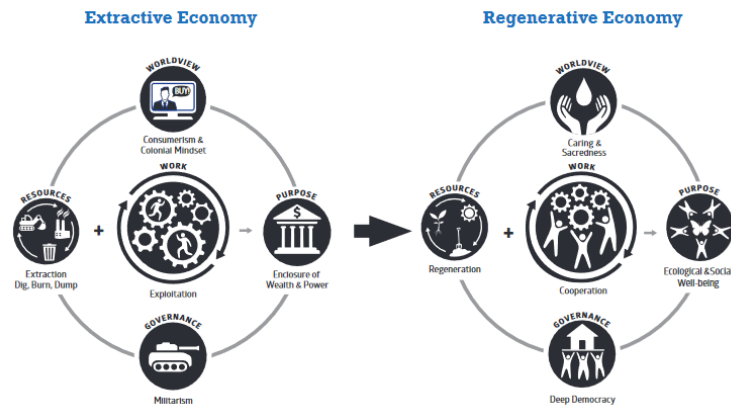 Extractive Economy
WORLDVIEW
BUY!
Consumerism &
Colonial Mindset
RESOURCES
+
WORK
PURPOSE
$
Extraction
Dig, Burn, Dump
Exploitation
Enclosure of
Wealth & Power
GOVERNANCE
Militarism
Regenerative Economy
WORLDVIEW
Caring &
Sacredness
RESOURCES
+
WORK
PURPOSE
Regeneration
Cooperation
Ecological & Social
Well-being
GOVERNANCE
Deep Democracy